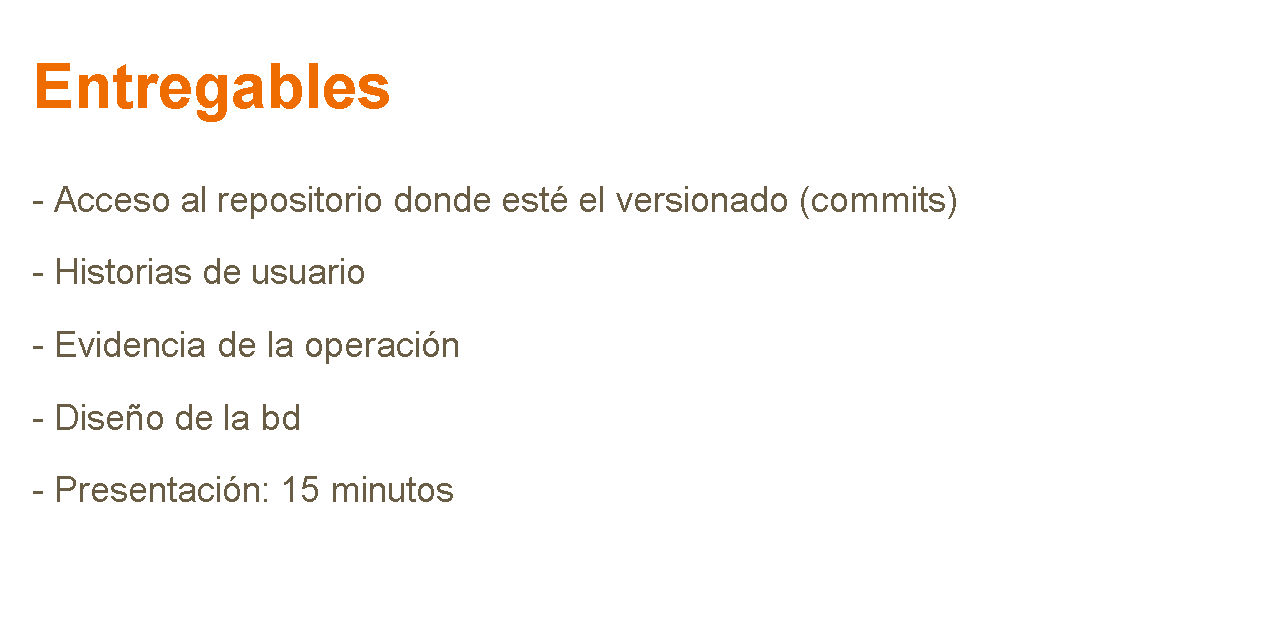 Entregables
- Acceso al repositorio donde esté el versionado (commits)
- Historias de usuario
- Evidencia de la operación
- Diseño de la bd
- Presentación: 15 minutos